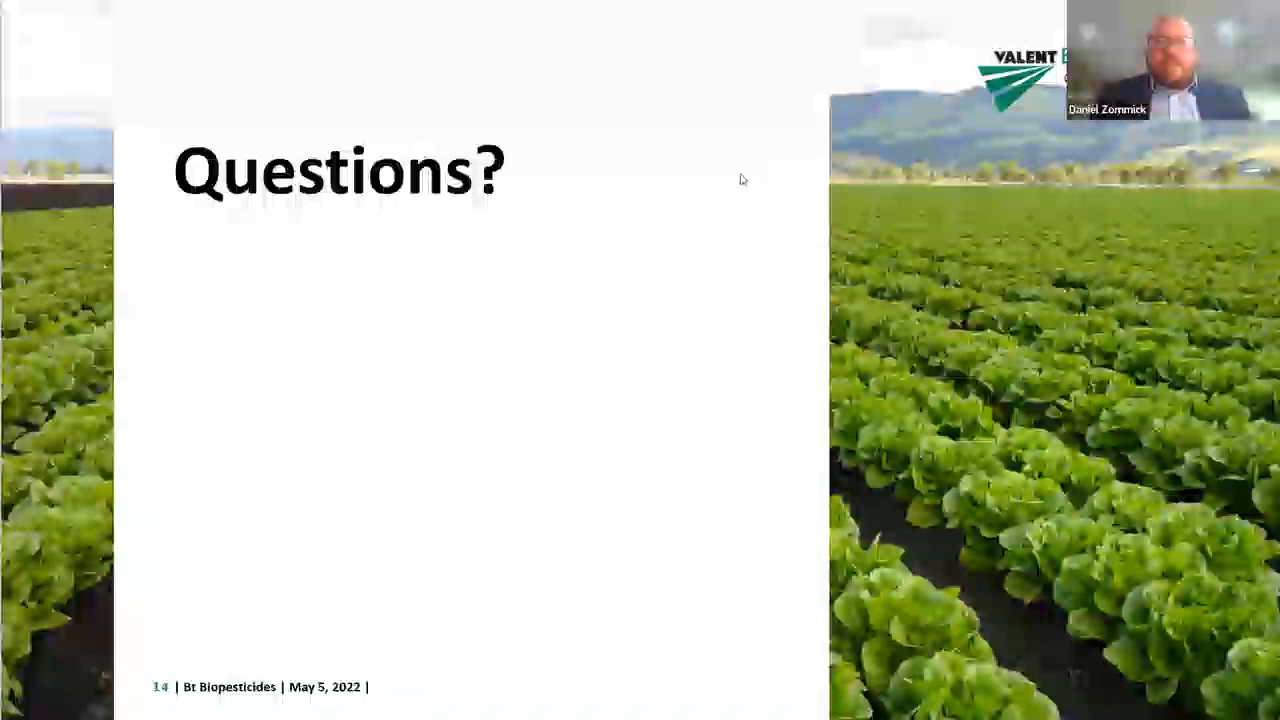 VALENT
Daniel Zommick
Questions?
14 | Bt Biopesticides | May 5, 2022 |